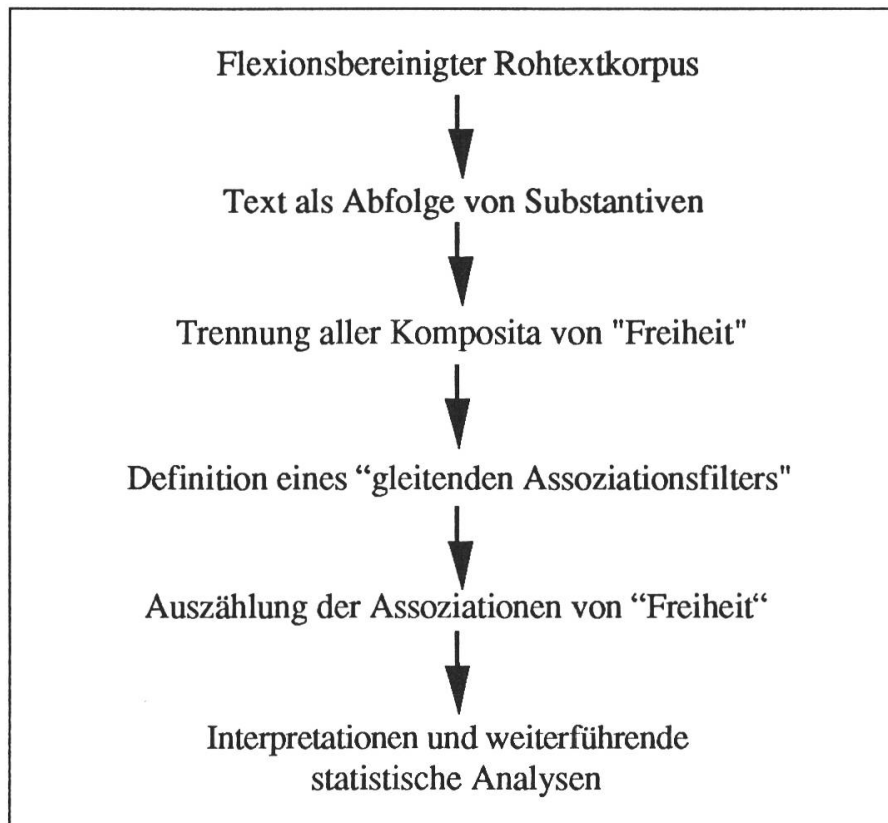 Flexionsbereinigter Rohtextkorpus
Text als Abfolge von Substantiven
Trennung aller Komposita von "Freiheit"
Definition eines “gleitenden Assoziationsfilters"
Auszählung der Assoziationen von “Freiheit“
Interpretationen und weiterführende
statistische Analysen